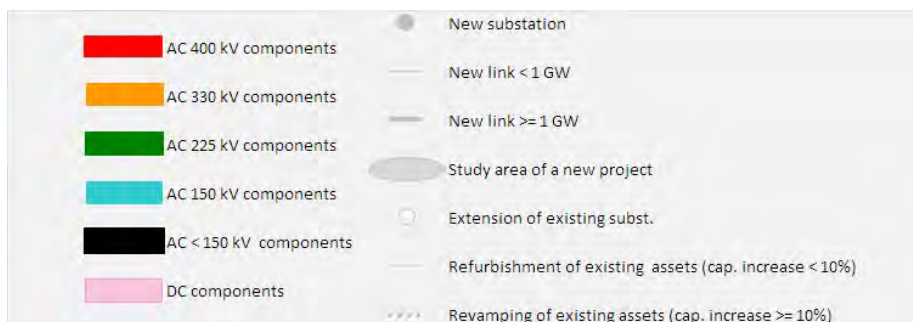 AC 400 kV components
AC 330 kV components
AC 225 kV components
AC 150 kV components
AC < 150 kV components
DC components
New substation
New link < 1 GW
New link >= 1 GW
Study area of a new project
Extension of existing subst.
Refurbishment of existing assets (cap. increase < 10%)
Revamping of existing assets (cap. increase >= 10%)